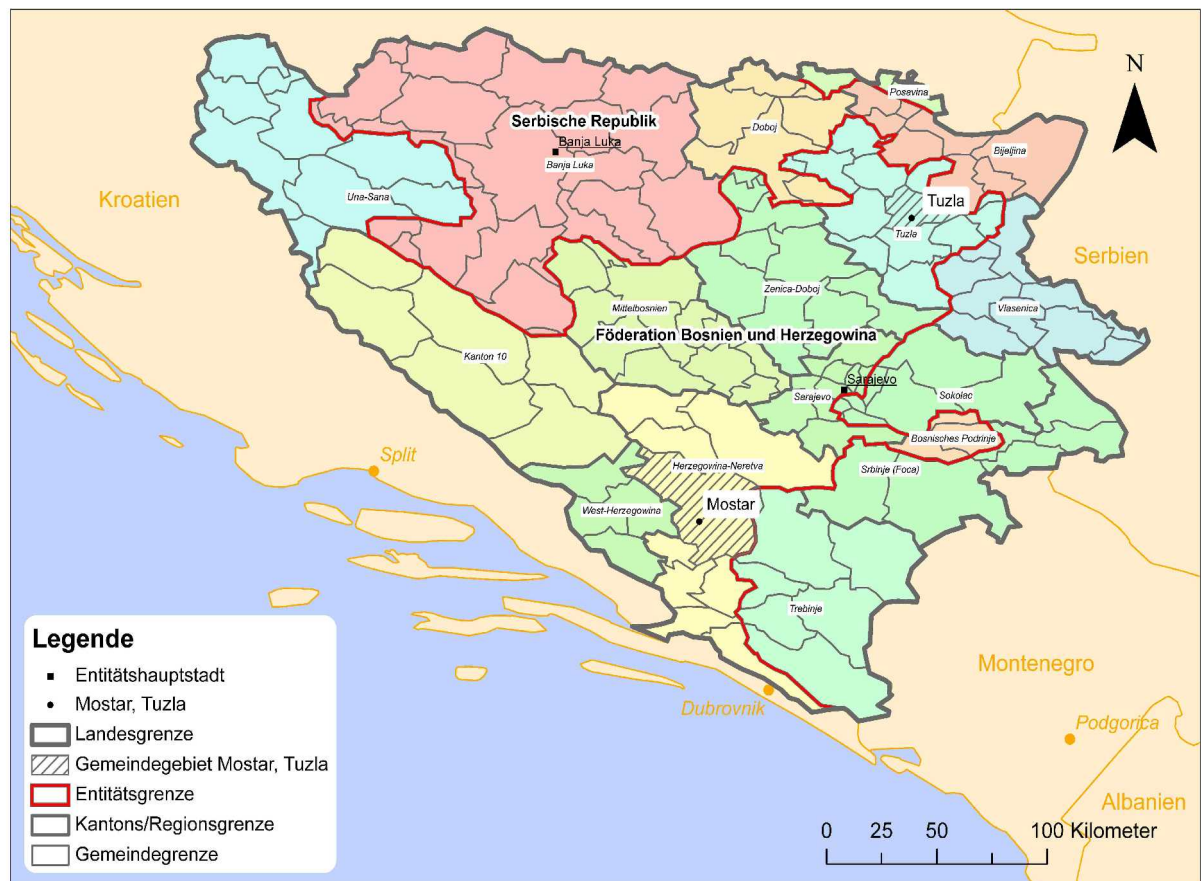 N
Posavina
Serbische Republik
Doboj
Banja Luka
Bijeljina
Banja Luka
Kroatien
Una-Sana
Tuzla
Tuzla
Serbien
Zenica-Doboj
Mittelbosnien
Vlasenica
Föderation Bosnien und Herzegowina
Kanton 10
Sarajevo
Sarajevo
Sokolac
Bosnisches Podrinje
Split
Herzegowina-Neretva
Srbinje (Foca)
Mostar
West-Herzegowina
Trebinje
Legende
Entitätshauptstadt
Mostar, Tuzla
Landesgrenze
Gemeindegebiet Mostar, Tuzla
Entitätsgrenze
Kantons/Regionsgrenze
Gemeindegrenze
Montenegro
Dubrovnik
Podgorica
Albanien
0 25 50 100 Kilometer